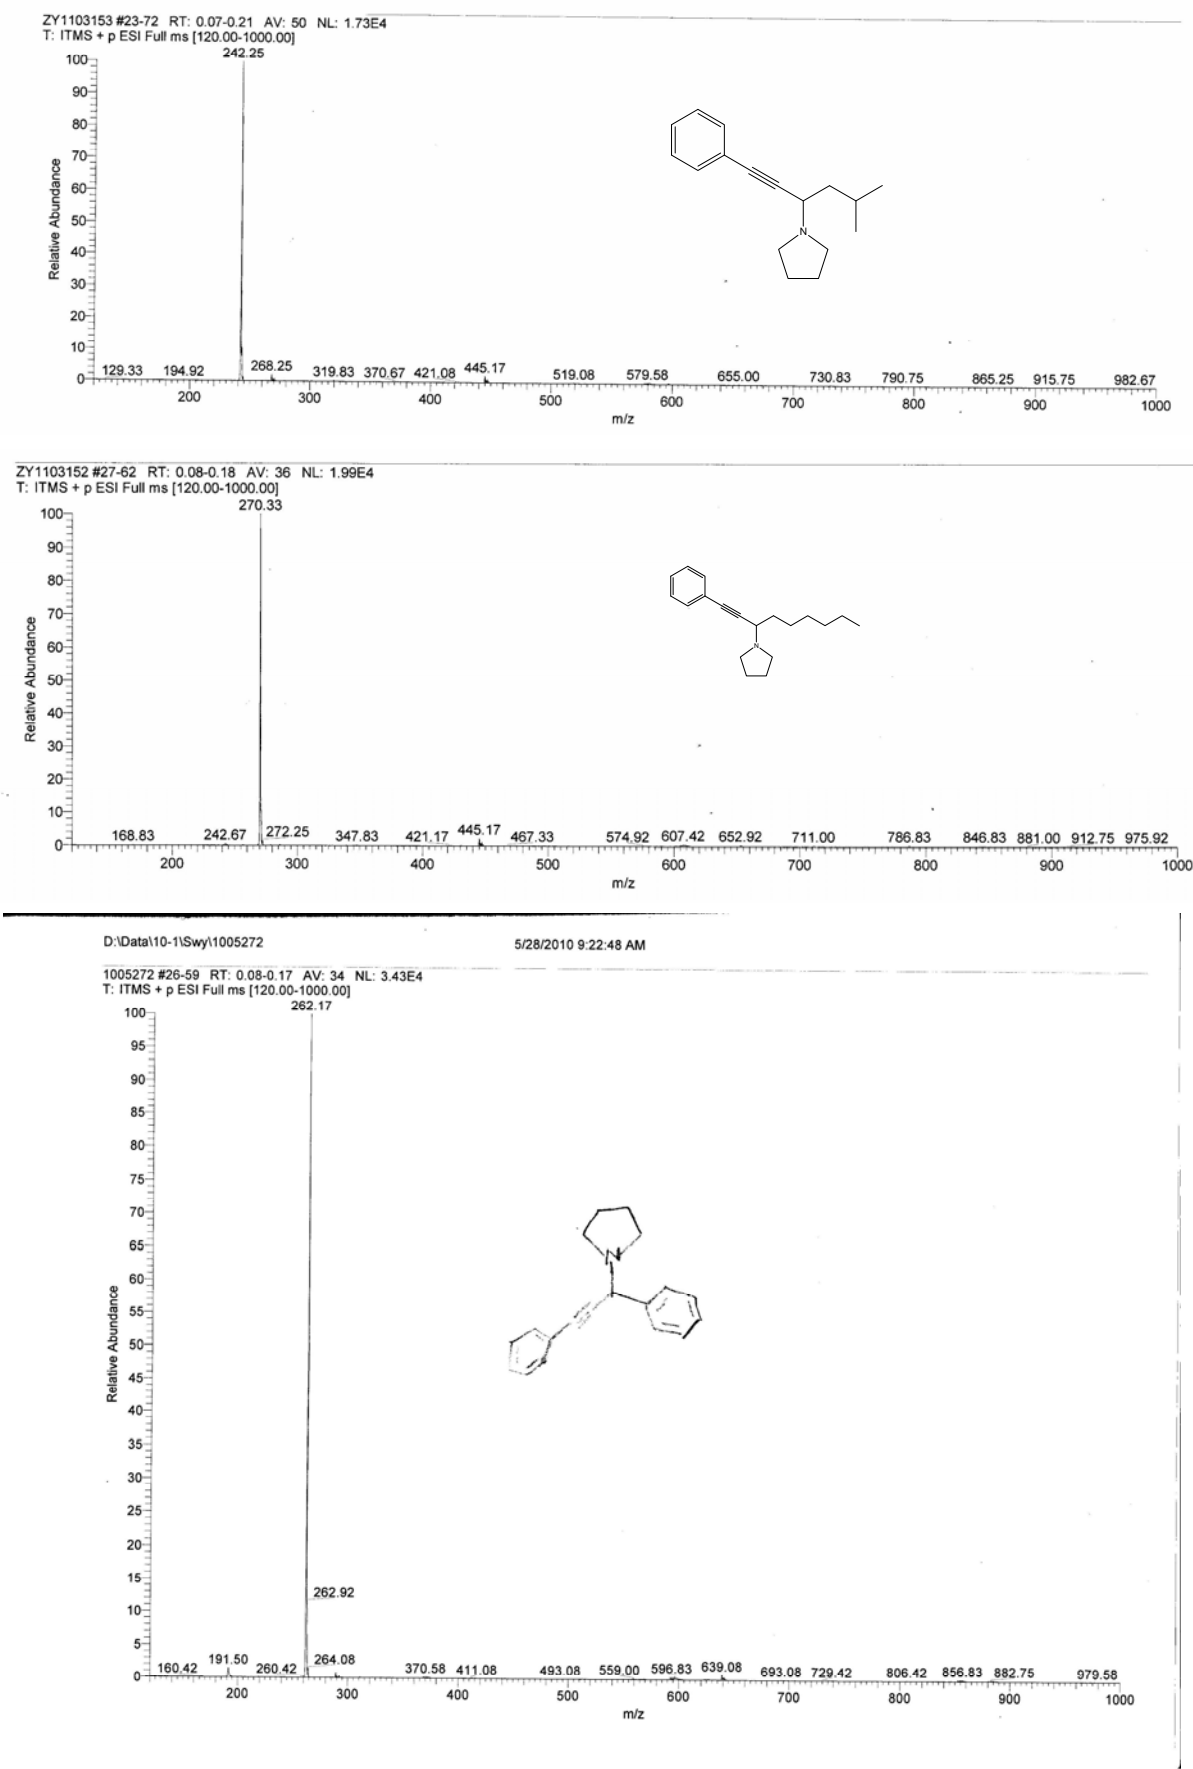 ZY1103153 #23-72 RT: 0.07-0.21 AV: 50 NL: 1.73E4
T: ITMS + p ESI Full ms [120.00-1000.00]
242.25
100
90
80
70
60
50
40
30
20
10
0
Relative Abundance
N
129.33 194.92 268.25 319.83 370.67 421.08 445.17 519.08 579.58 655.00 730.83 790.75 865.25 915.75 982.67
200 300 400 500 600 700 800 900 1000
m/z
ZY1103152 #27-62 RT: 0.08-0.18 AV: 36 NL: 1.99E4
T: ITMS + p ESI Full ms [120.00-1000.00]
270.33
100
90
80
70
60
50
40
30
20
10
0
Relative Abundance
N
168.83 242.67 272.25 347.83 421.17 445.17 467.33 574.92 607.42 652.92 711.00 786.83 846.83 881.00 912.75 975.92
200 300 400 500 600 700 800 900 1000
m/z
D:\Data\10-1\Swy\1005272 5/28/2010 9:22:48 AM
1005272 #26-59 RT: 0.08-0.17 AV: 34 NL: 3.43E4
T: ITMS + p ESI Full ms [120.00-1000.00]
262.17
100
95
90
85
80
75
70
65
60
55
50
45
40
35
30
25
20
15
10
5
0
Relative Abundance
N
262.92
160.42 191.50 260.42 264.08 370.58 411.08 493.08 559.00 596.83 639.08 693.08 729.42 806.42 856.83 882.75 979.58
200 300 400 500 600 700 800 900 1000
m/z